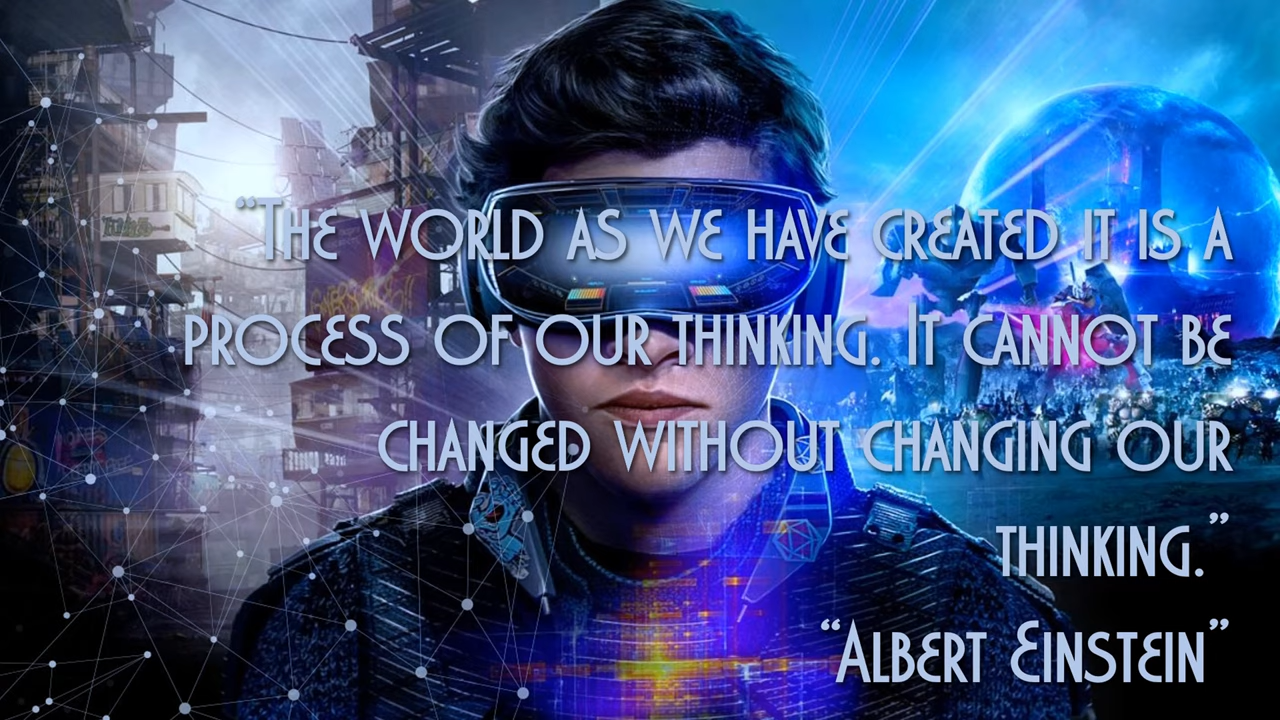 “The world as we have created it is a
process of our thinking. It cannot be
changed without changing our
thinking.”
“Albert Einstein”